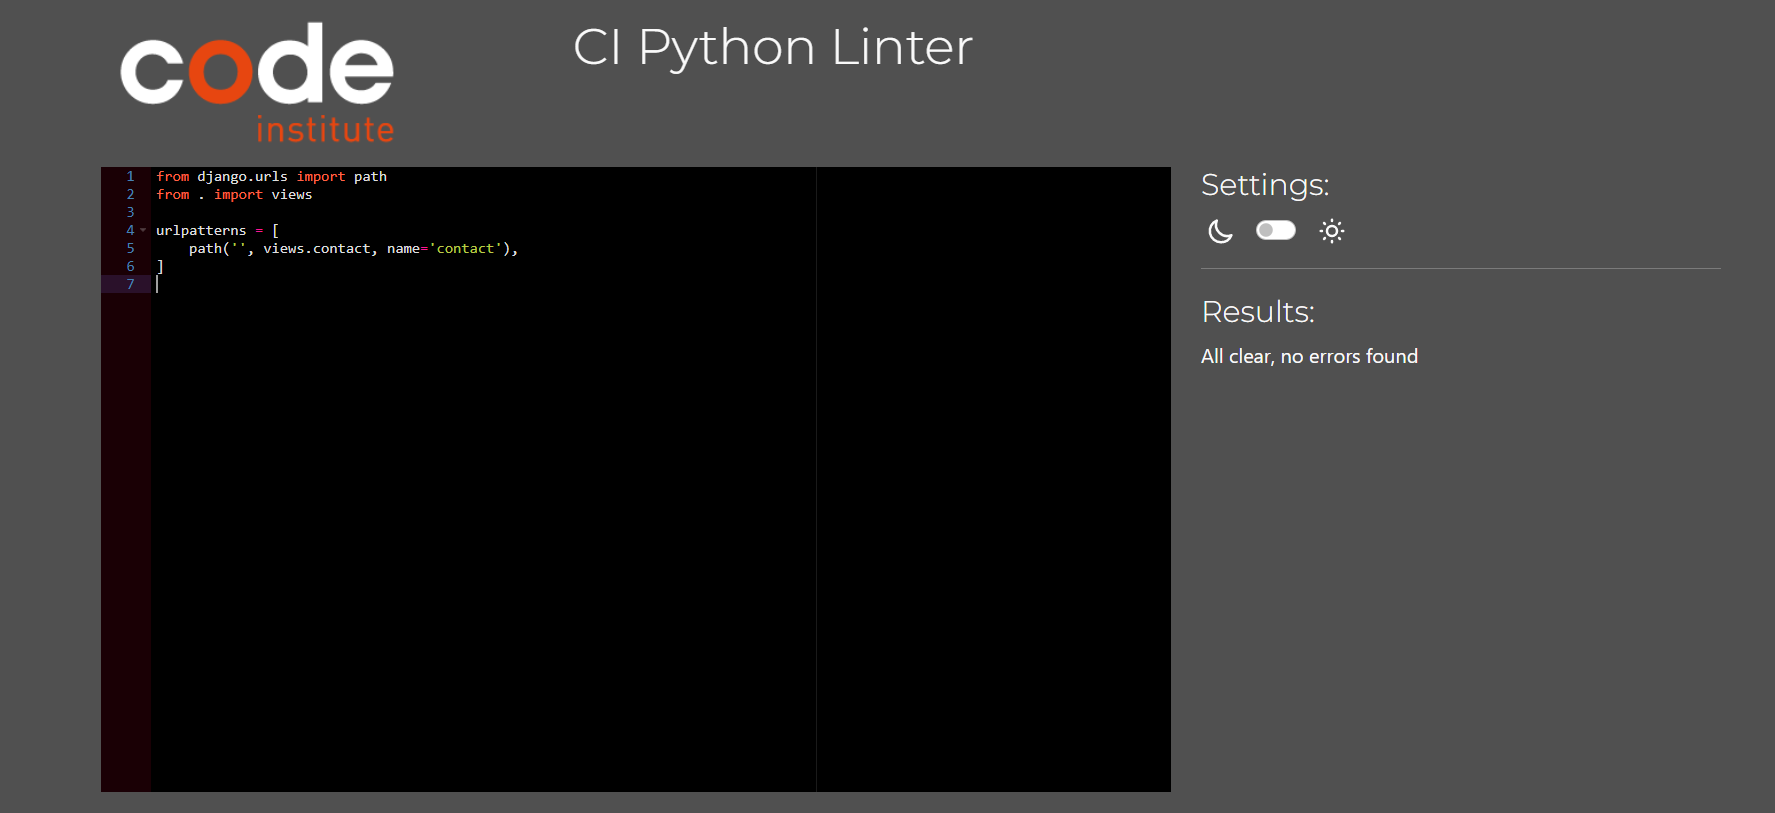 code
institute
CI Python Linter
1 from django.urls import path
2 from . import views
3
4 urlpatterns = [
5     path('', views.contact, name='contact'),
6 ]
7
Settings:
Results:
All clear, no errors found